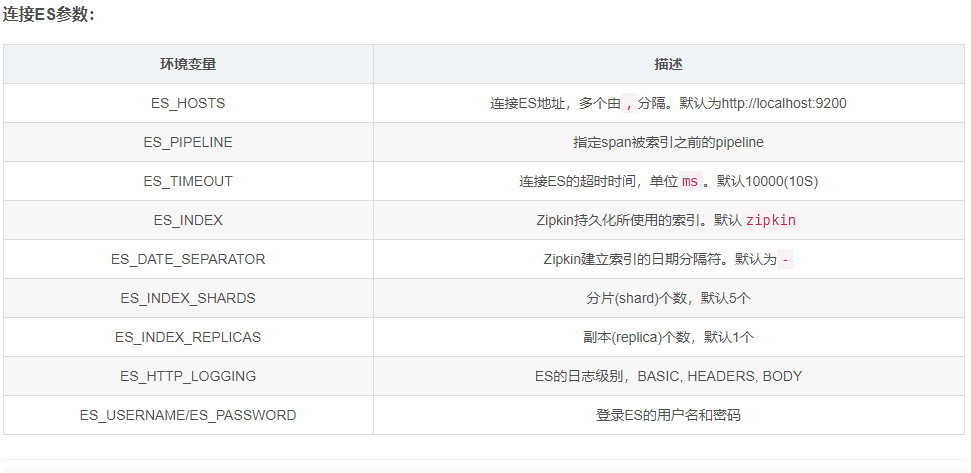 连接ES参数:
环境变量 描述
ES_HOSTS 连接ES地址，多个由 , 分隔。默认为http://localhost:9200
ES_PIPELINE 指定span被索引之前的pipeline
ES_TIMEOUT 连接ES的超时时间，单位 ms 。默认10000(10S)
ES_INDEX Zipkin持久化所使用的索引。默认 zipkin
ES_DATE_SEPARATOR Zipkin建立索引的日期分隔符。默认为 -
ES_INDEX_SHARDS 分片(shard)个数，默认5个
ES_INDEX_REPLICAS 副本(replica)个数，默认1个
ES_HTTP_LOGGING ES的日志级别，BASIC, HEADERS, BODY
ES_USERNAME/ES_PASSWORD 登录ES的用户名和密码